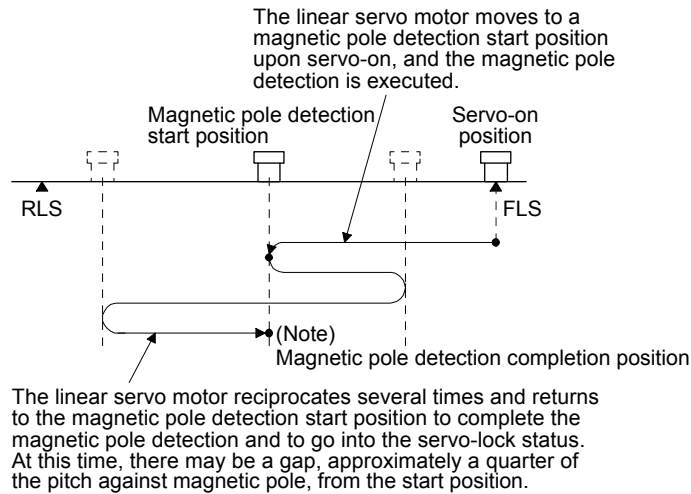 The linear servo motor moves to a
magnetic pole detection start position
upon servo-on, and the magnetic pole
detection is executed.
Magnetic pole detection
start position
Servo-on
position
RLS
FLS
(Note)
Magnetic pole detection completion position
The linear servo motor reciprocates several times and returns
to the magnetic pole detection start position to complete the
magnetic pole detection and to go into the servo-lock status.
At this time, there may be a gap, approximately a quarter of
the pitch against magnetic pole, from the start position.